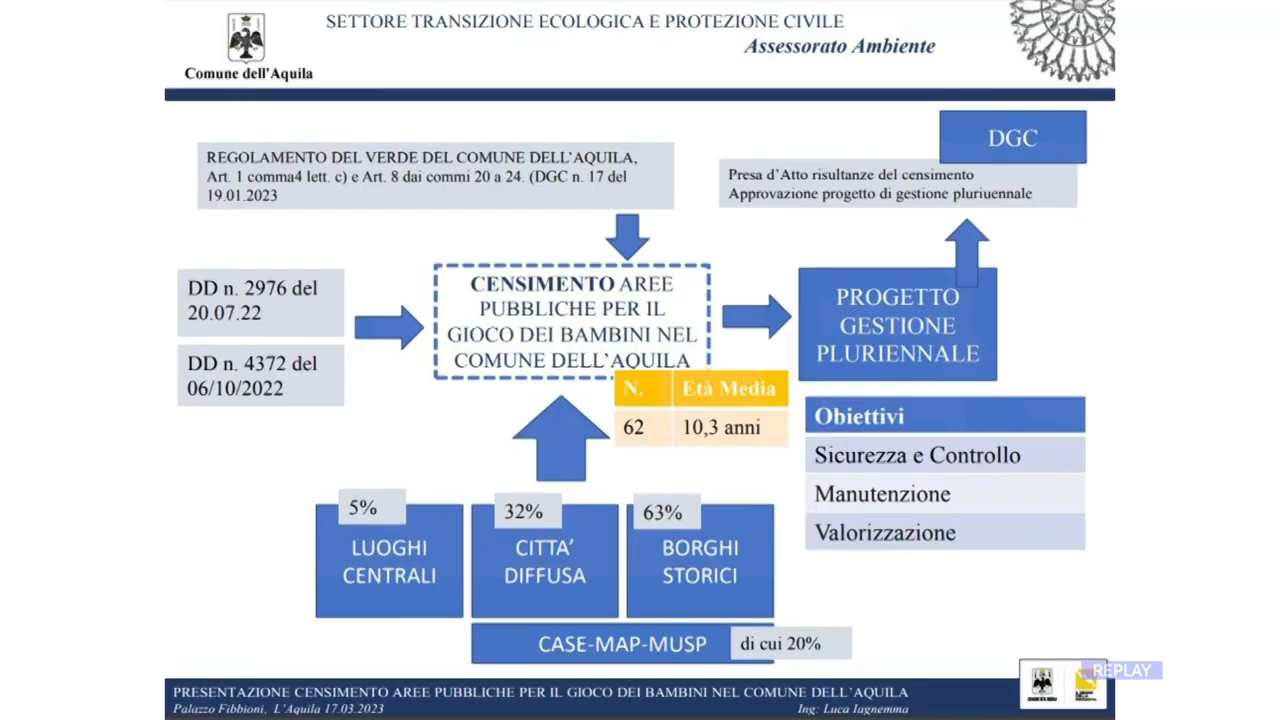 SETTORE TRANSIZIONE ECOLOGICA E PROTEZIONE CIVILE
Assessorato Ambiente
Comune dell'Aquila
DGC
REGOLAMENTO DEL VERDE DEL COMUNE DELL'AQUILA,
Art. 1 comma4 lett. c) e Art. 8 dai commi 20 a 24. (DGC n. 17 del
19.01.2023
Presa d'Atto risultanze del censimento
Approvazione progetto di gestione pluriuennale
DD n. 2976 del
20.07.22
DD n. 4372 del
06/10/2022
CENSIMENTO AREE
PUBBLICHE PER IL
GIOCO DEI BAMBINI NEL
COMUNE DELL'AQUILA
PROGETTO
GESTIONE
PLURIENNALE
N. Età Media
62 10,3 anni
Obiettivi
Sicurezza e Controllo
Manutenzione
Valorizzazione
5%
LUOGHI
CENTRALI
32%
CITTA'
DIFFUSA
63%
BORGHI
STORICI
CASE-MAP-MUSP
di cui 20%
REPLAY
PRESENTAZIONE CENSIMENTO AREE PUBBLICHE PER IL GIOCO DEI BAMBINI NEL COMUNE DELL'AQUILA
Palazzo Fibbioni, L'Aquila 17.03.2023
Ing: Luca Iagnemma